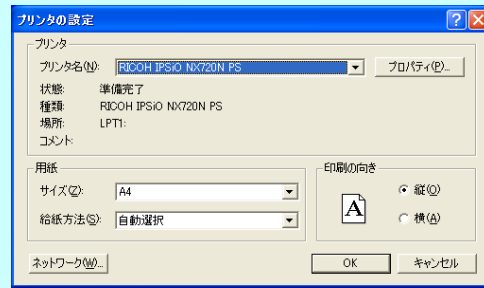 プリンタの設定
プリンタ
プリンタ名(N): RICOH IPSiO NX720N PS プロパティ(P)...
状態: 準備完了
種類: RICOH IPSiO NX720N PS
場所: LPT1:
コメント:
用紙
サイズ(Z): A4
給紙方法(S): 自動選択
印刷の向き
A
縦(O)
横(A)
ネットワーク(W)... OK キャンセル